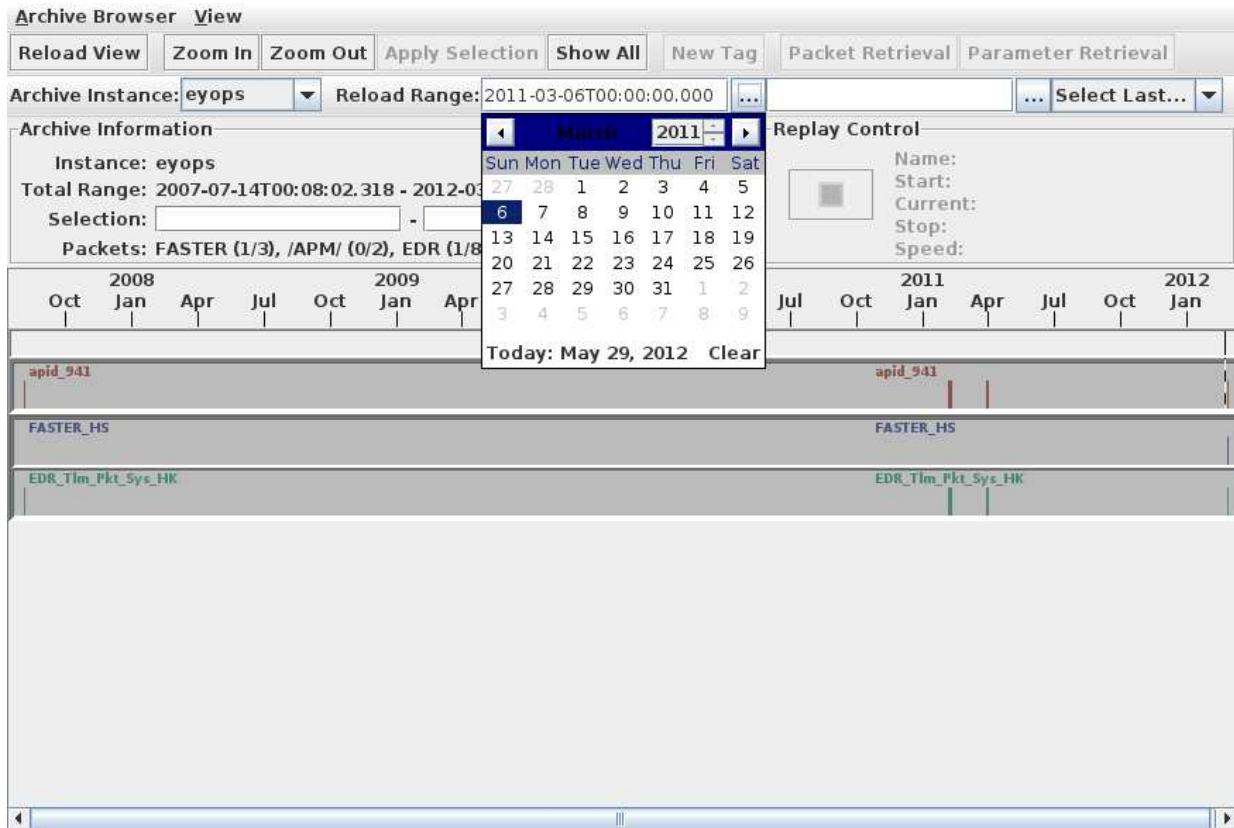 Archive Browser View
Reload View Zoom In Zoom Out Apply Selection Show All New Tag Packet Retrieval Parameter Retrieval
Archive Instance: eyops Reload Range: 2011-03-06T00:00:00.000 ... ... Select Last...
Archive Information
Instance: eyops
Total Range: 2007-07-14T00:08:02.318 - 2012-03
Selection: -
Packets: FASTER (1/3), /APM/ (0/2), EDR (1/8
March 2011
Sun Mon Tue Wed Thu Fri Sat
27 28 1 2 3 4 5
6 7 8 9 10 11 12
13 14 15 16 17 18 19
20 21 22 23 24 25 26
27 28 29 30 31 1 2
3 4 5 6 7 8 9
Today: May 29, 2012 Clear
Replay Control
Name:
Start:
Current:
Stop:
Speed:
2008 2009 2011 2012
Oct Jan Apr Jul Oct Jan Apr Jul Oct Jan Apr Jul Oct Jan
apid_941 apid_941
FASTER_HS FASTER_HS
EDR_Tlm_Pkt_Sys_HK EDR_Tlm_Pkt_Sys_HK